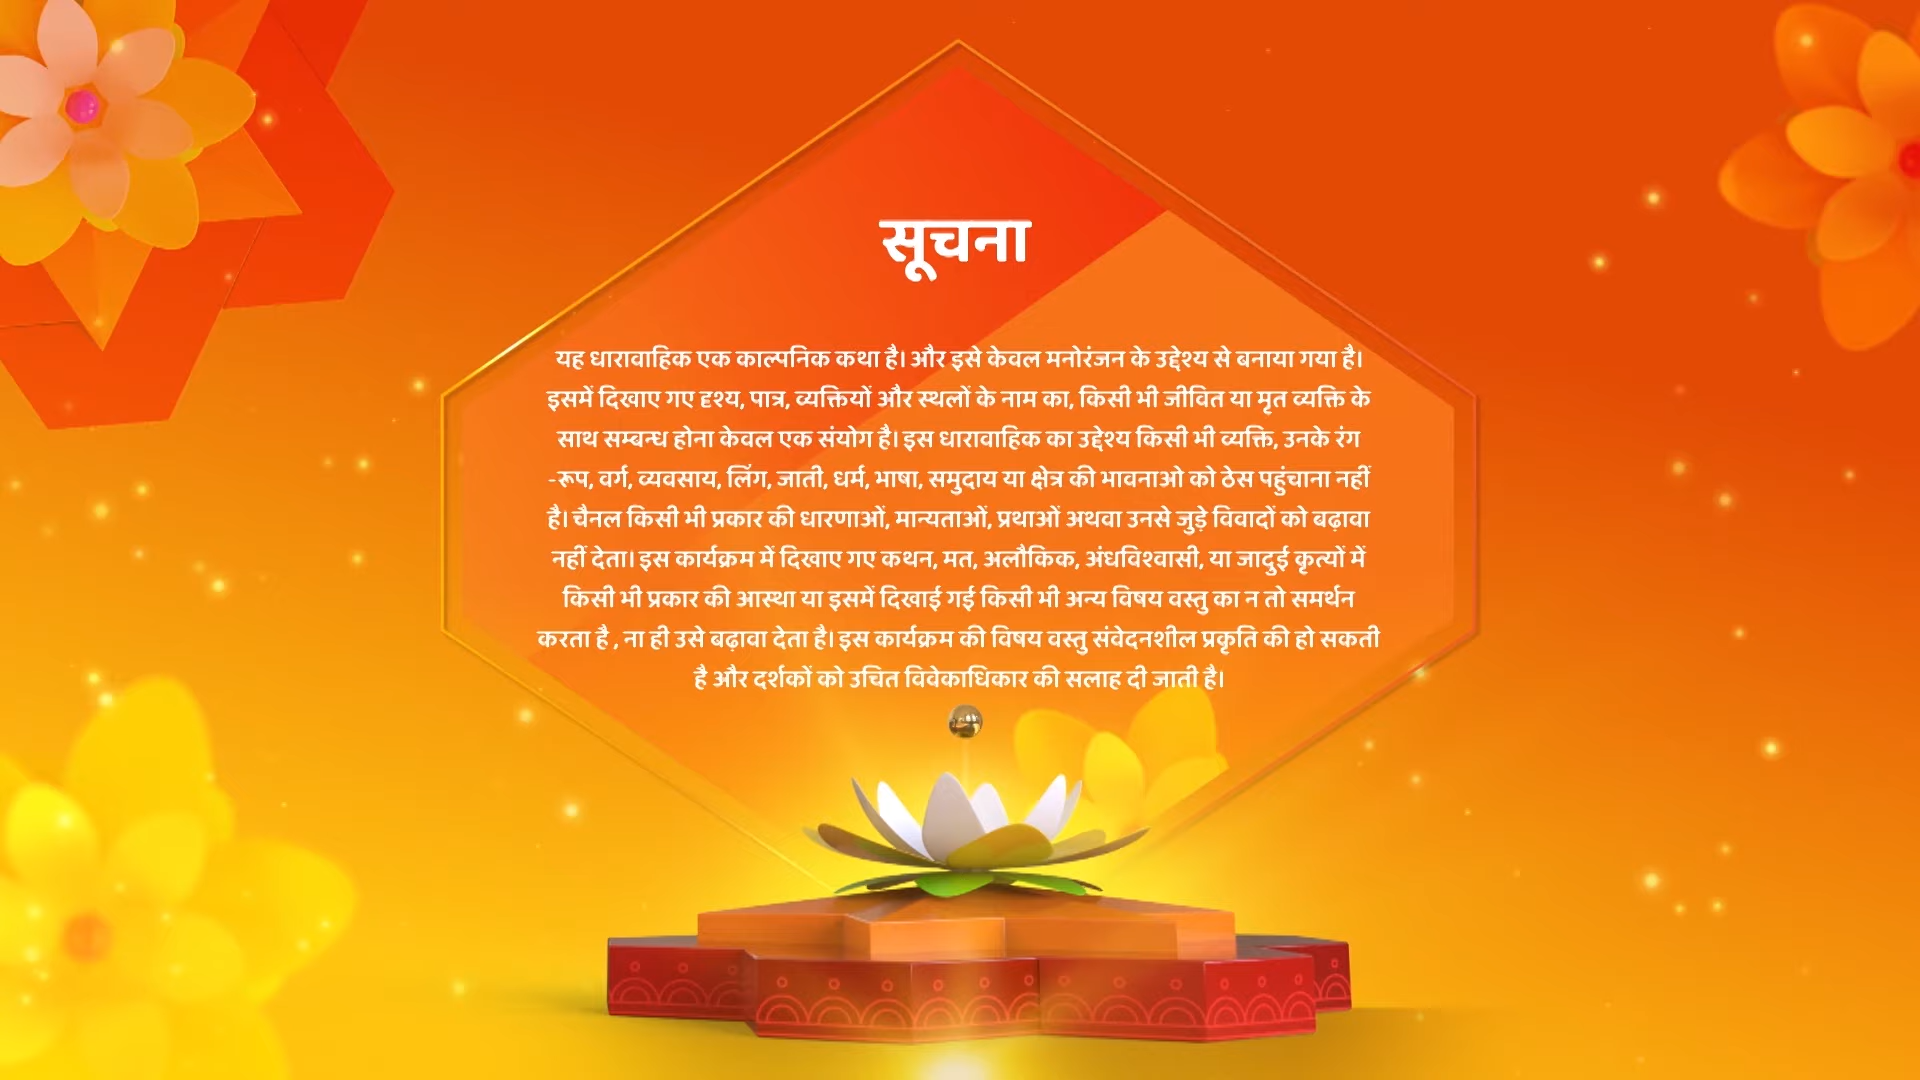 सूचना
यह धारावाहिक एक काल्पनिक कथा है। और इसे केवल मनोरंजन के उद्देश्य से बनाया गया है।
इसमें दिखाए गए दृश्य, पात्र, व्यक्तियों और स्थलों के नाम का, किसी भी जीवित या मृत व्यक्ति के
साथ सम्बन्ध होना केवल एक संयोग है। इस धारावाहिक का उद्देश्य किसी भी व्यक्ति, उनके रंग
-रूप, वर्ग, व्यवसाय, लिंग, जाती, धर्म, भाषा, समुदाय या क्षेत्र की भावनाओ को ठेस पहुंचाना नहीं
है। चैनल किसी भी प्रकार की धारणाओं, मान्यताओं, प्रथाओं अथवा उनसे जुड़े विवादों को बढ़ावा
नहीं देता। इस कार्यक्रम में दिखाए गए कथन, मत, अलौकिक, अंधविश्वासी, या जादुई कृत्यों में
किसी भी प्रकार की आस्था या इसमें दिखाई गई किसी भी अन्य विषय वस्तु का न तो समर्थन
करता है , ना ही उसे बढ़ावा देता है। इस कार्यक्रम की विषय वस्तु संवेदनशील प्रकृति की हो सकती
है और दर्शकों को उचित विवेकाधिकार की सलाह दी जाती है।